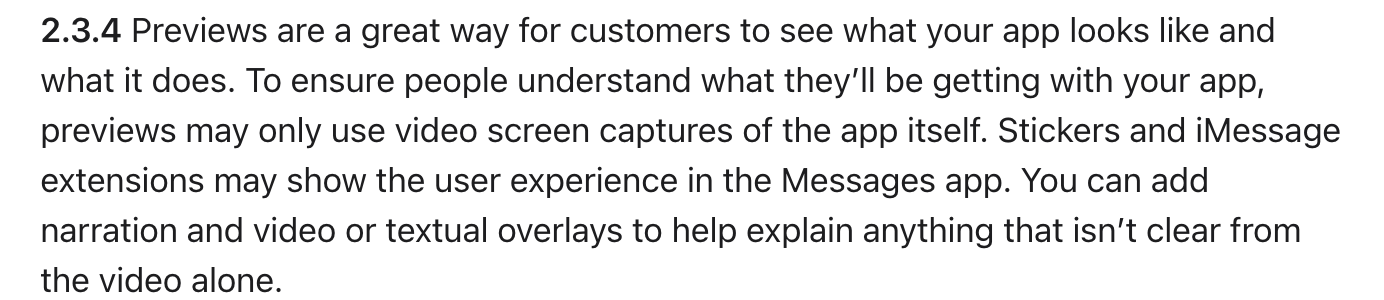 2.3.4 Previews are a great way for customers to see what your app looks like and
what it does. To ensure people understand what they’ll be getting with your app,
previews may only use video screen captures of the app itself. Stickers and iMessage
extensions may show the user experience in the Messages app. You can add
narration and video or textual overlays to help explain anything that isn’t clear from
the video alone.